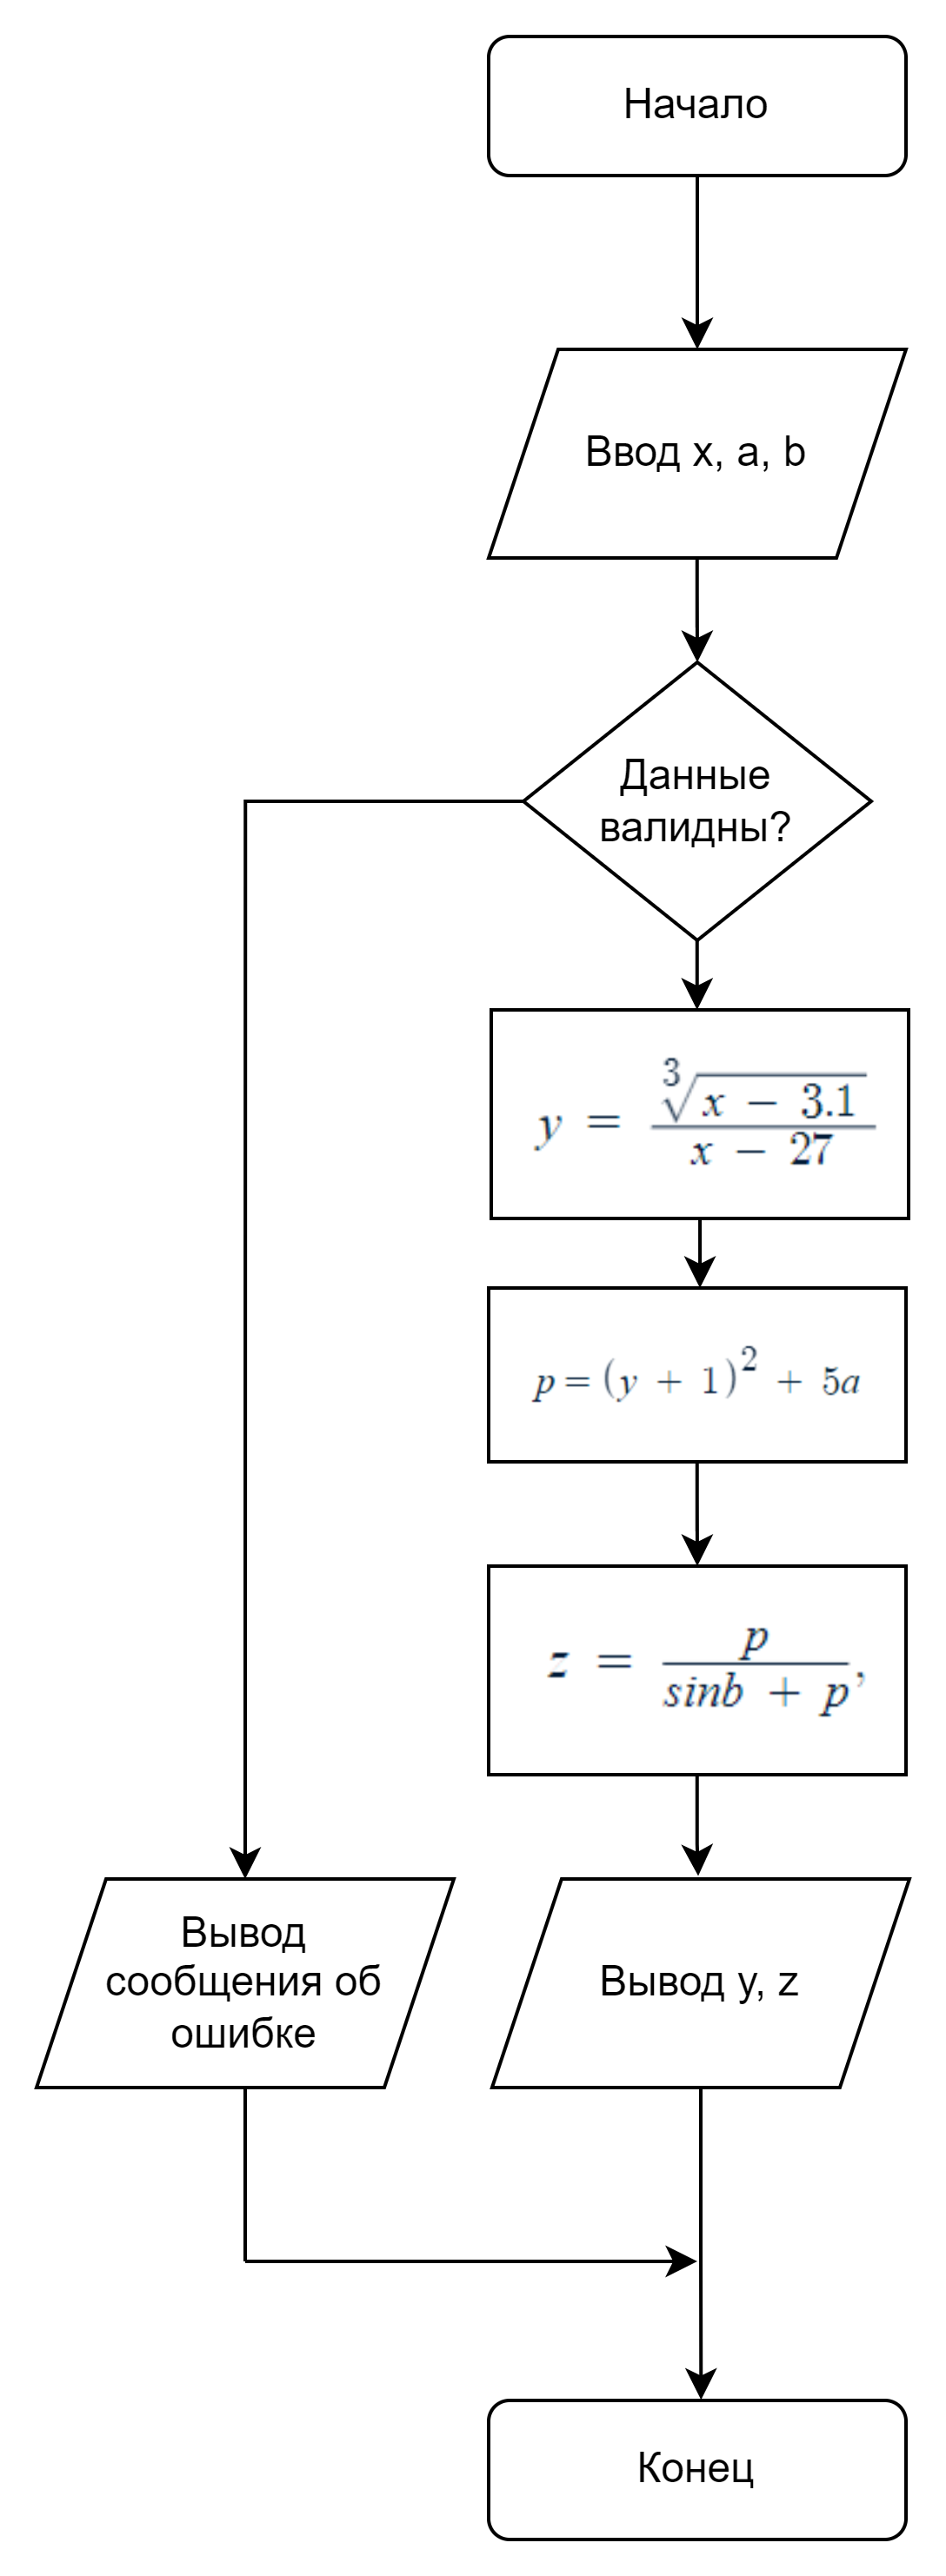 Начало
Ввод x, a, b
Данные
валидны?
y = ∛(x − 3.1) / (x − 27)
p = (y + 1)² + 5a
z = p / (sinb + p),
Вывод
сообщения об
ошибке
Вывод y, z
Конец